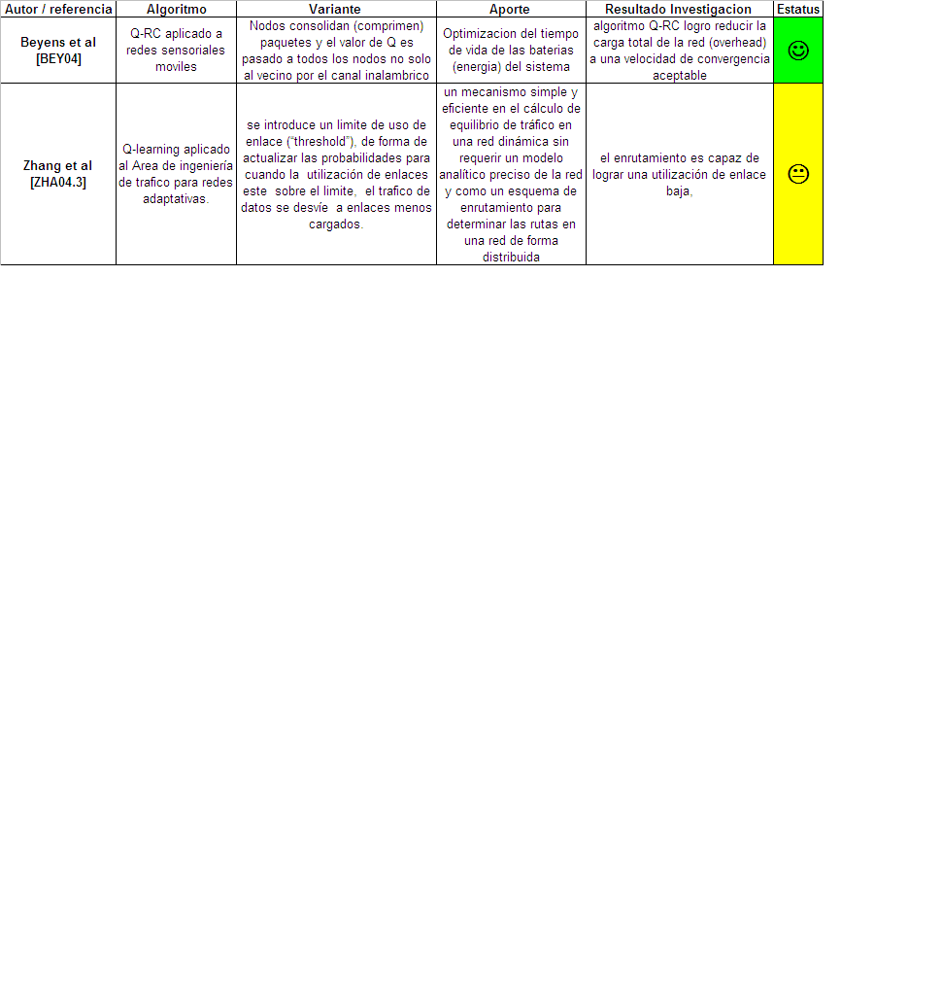 Autor / referencia Algoritmo Variante Aporte Resultado Investigacion Estatus
Beyens et al
[BEY04]
Q-RC aplicado a
redes sensoriales
moviles
Nodos consolidan (comprimen)
paquetes y el valor de Q es
pasado a todos los nodos no solo
al vecino por el canal inalambrico
Optimizacion del tiempo
de vida de las baterias
(energia) del sistema
algoritmo Q-RC logro reducir la
carga total de la red (overhead)
a una velocidad de convergencia
aceptable
Zhang et al
[ZHA04.3]
Q-learning aplicado
al Area de ingeniería
de trafico para redes
adaptativas.
se introduce un limite de uso de
enlace (“threshold”), de forma de
actualizar las probabilidades para
cuando la utilización de enlaces
este sobre el limite, el trafico de
datos se desvíe a enlaces menos
cargados.
un mecanismo simple y
eficiente en el cálculo de
equilibrio de tráfico en
una red dinámica sin
requerir un modelo
analítico preciso de la red
y como un esquema de
enrutamiento para
determinar las rutas en
una red de forma
distribuida
el enrutamiento es capaz de
lograr una utilización de enlace
baja,